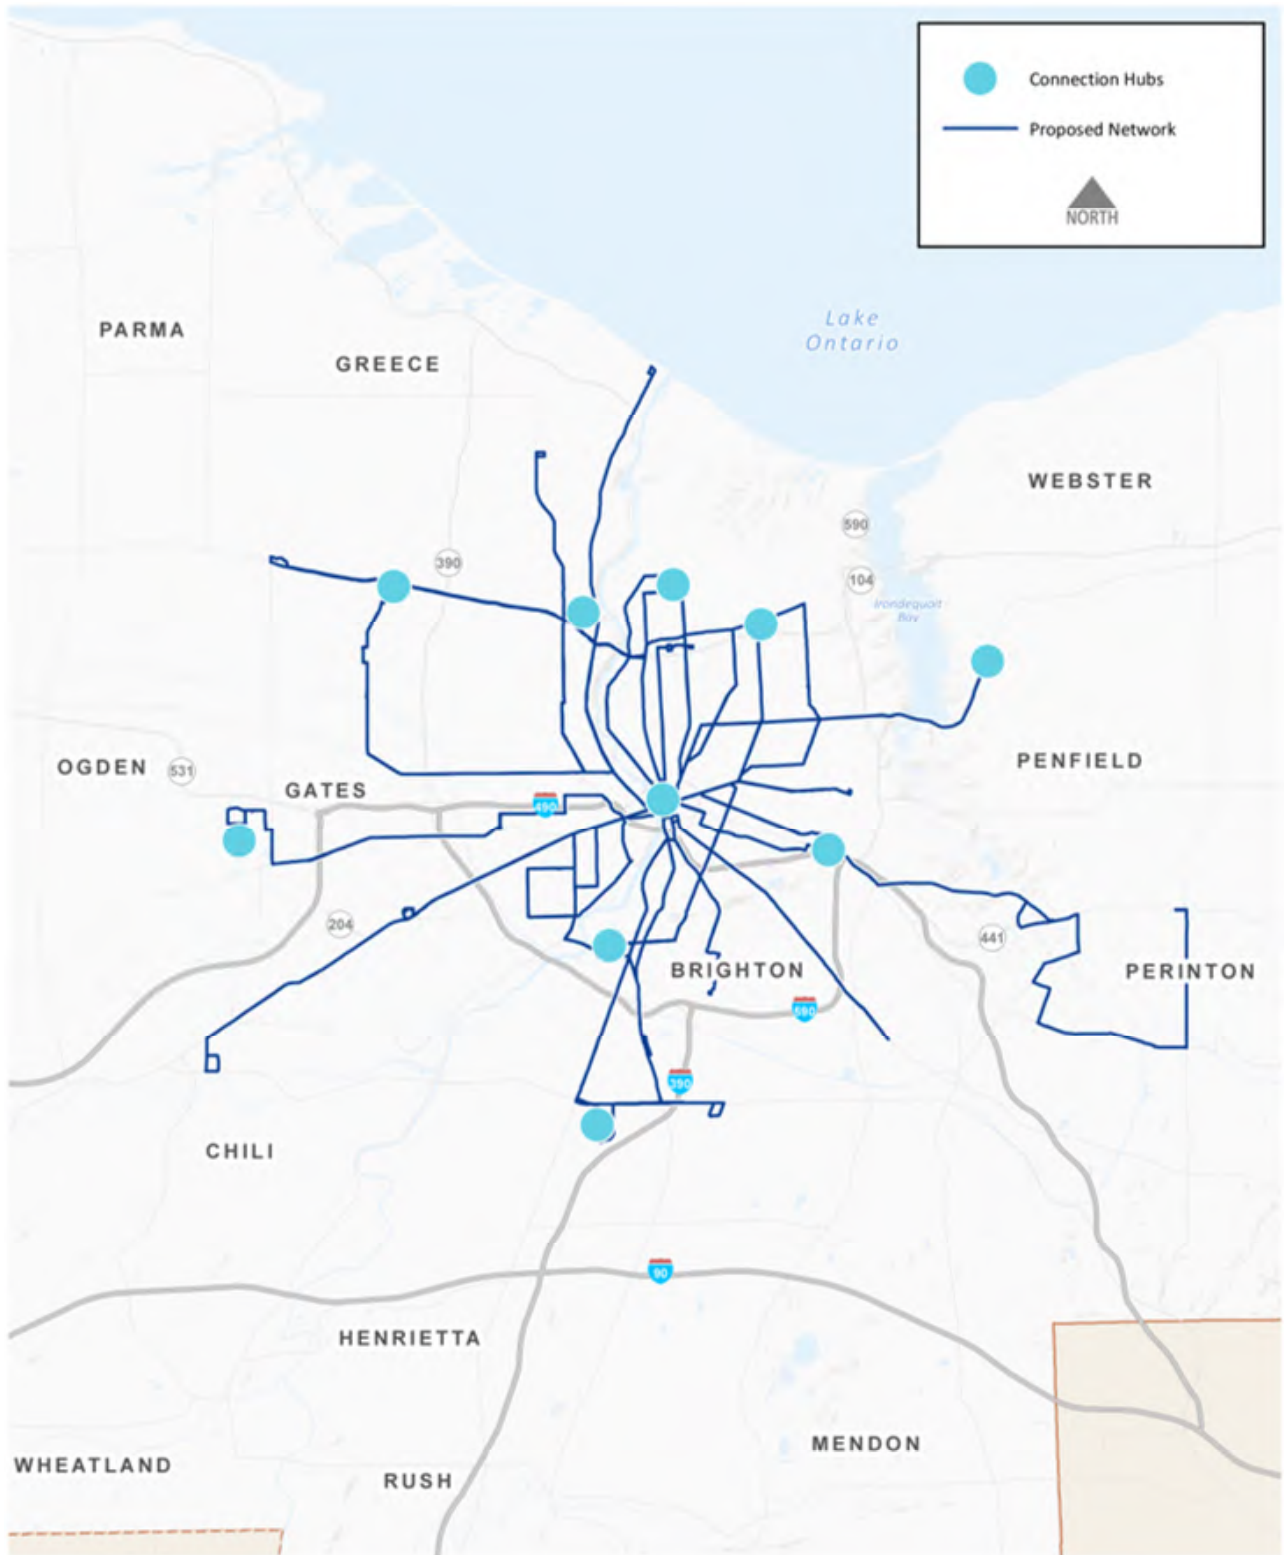 Connection Hubs
Proposed Network
NORTH
Lake
Ontario
PARMA
GREECE
WEBSTER
590
390
104
Irondequoit
Bay
OGDEN
531
GATES
490
PENFIELD
204
441
BRIGHTON
PERINTON
590
390
CHILI
90
HENRIETTA
MENDON
WHEATLAND
RUSH